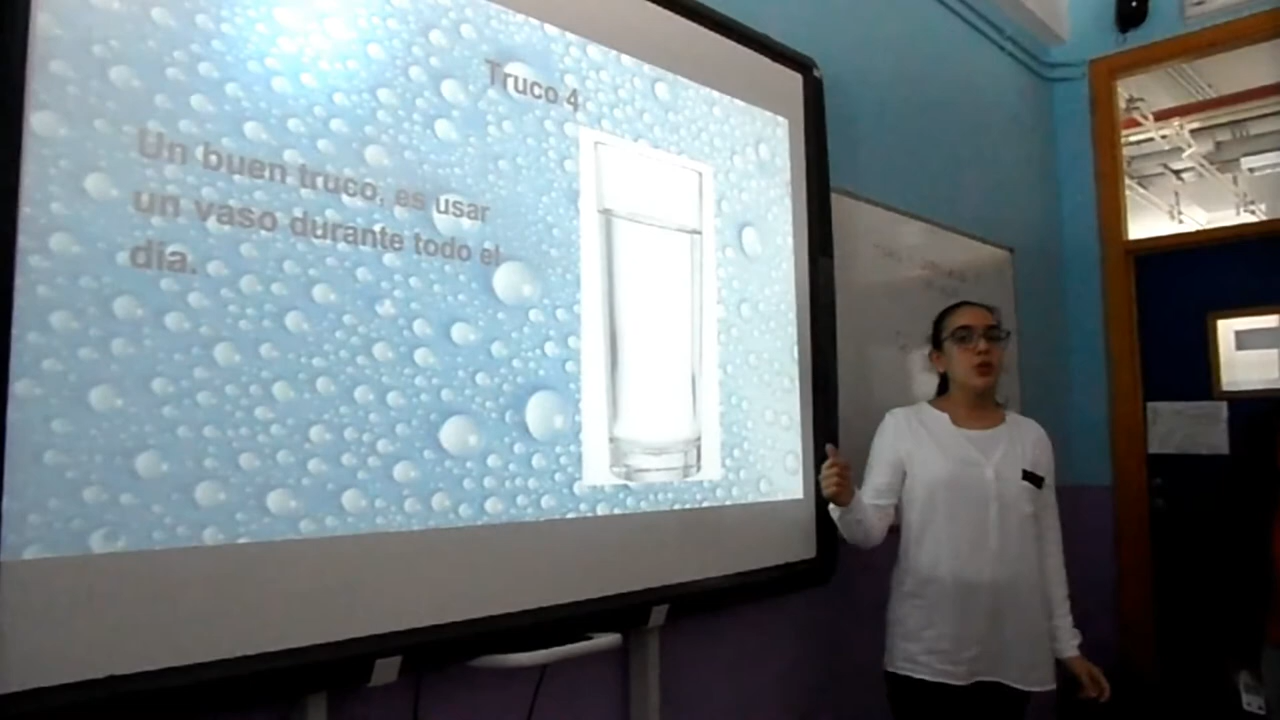 Truco 4
Un buen truco, es usar
un vaso durante todo el
día.